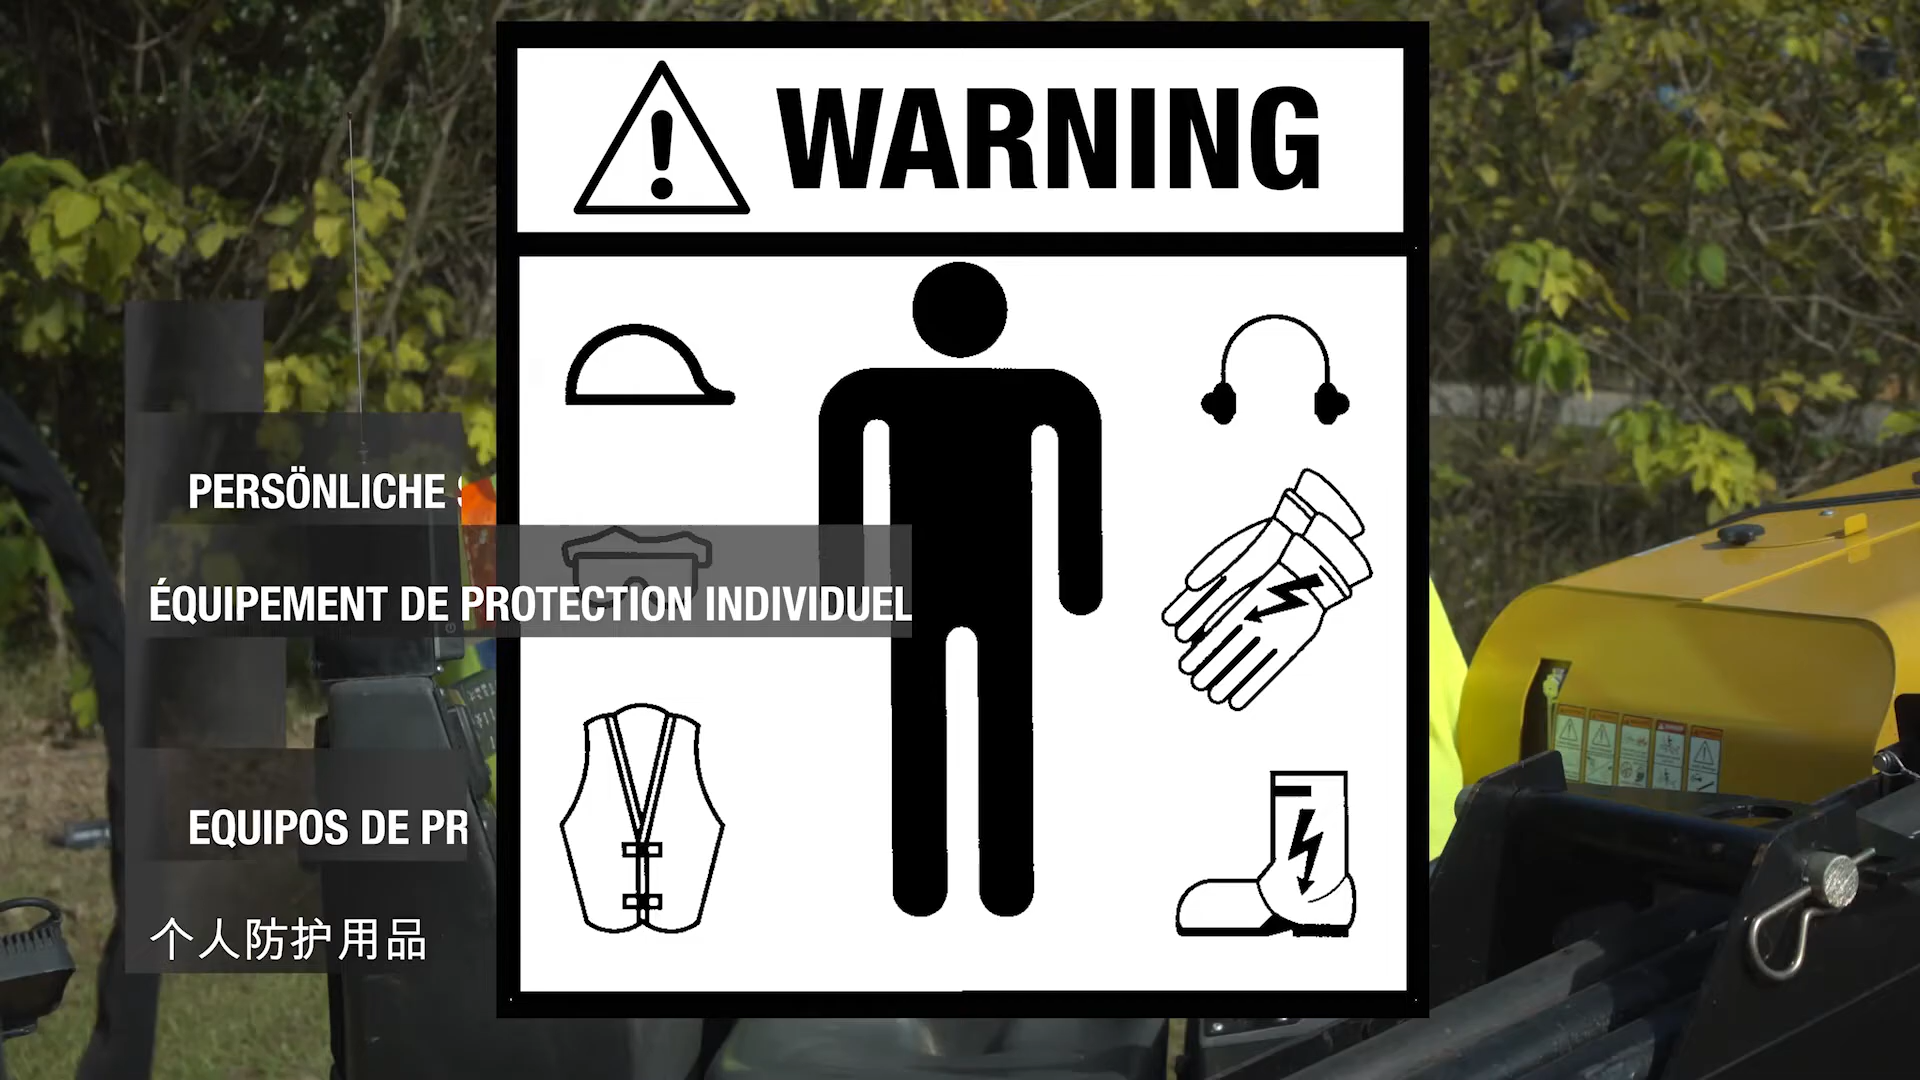 WARNING
PERSÖNLICHE
ÉQUIPEMENT DE PROTECTION INDIVIDUEL
EQUIPOS DE PR
个人防护用品